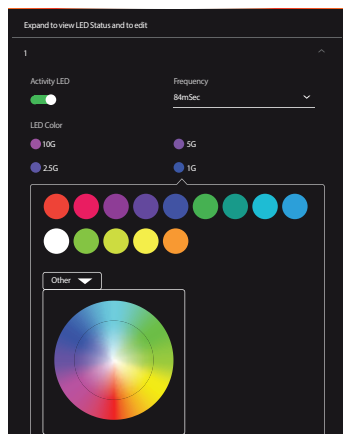 Expand to view LED Status and to edit
1
Activity LED
Frequency
84mSec
LED Color
10G
5G
2.5G
1G
Other